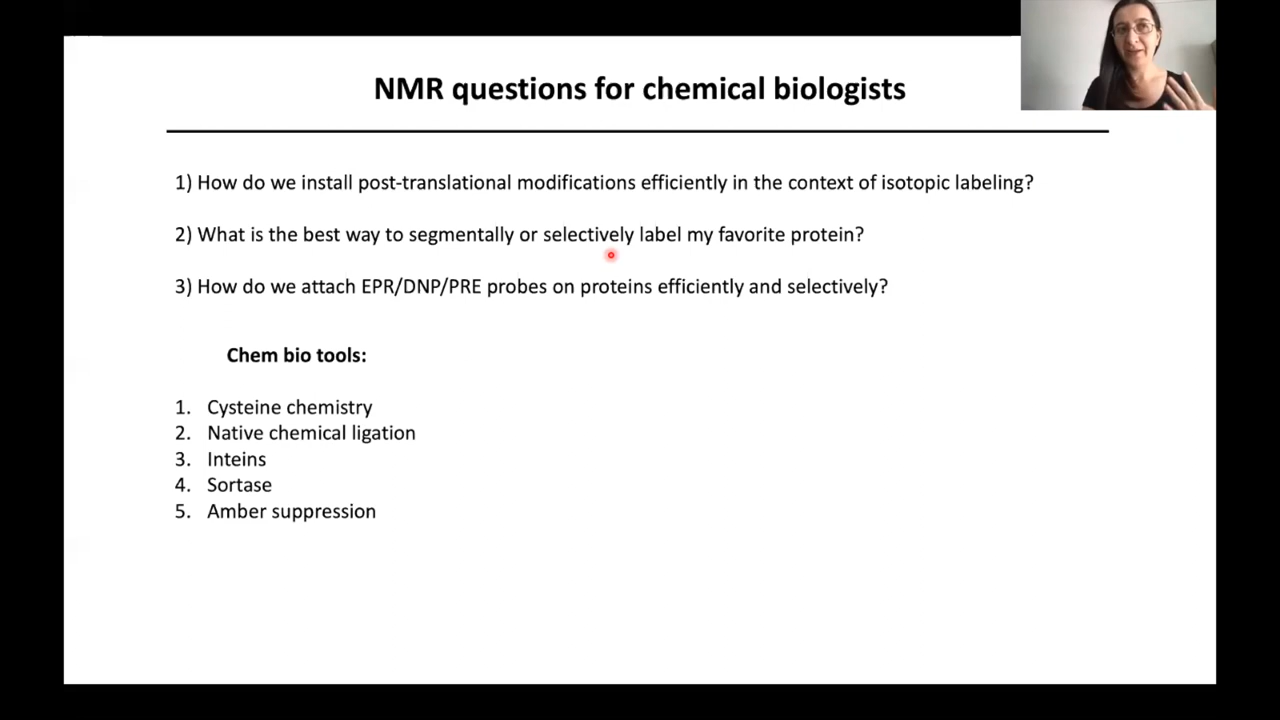 NMR questions for chemical biologists
1) How do we install post-translational modifications efficiently in the context of isotopic labeling?
2) What is the best way to segmentally or selectively label my favorite protein?
3) How do we attach EPR/DNP/PRE probes on proteins efficiently and selectively?
Chem bio tools:
1. Cysteine chemistry
2. Native chemical ligation
3. Inteins
4. Sortase
5. Amber suppression